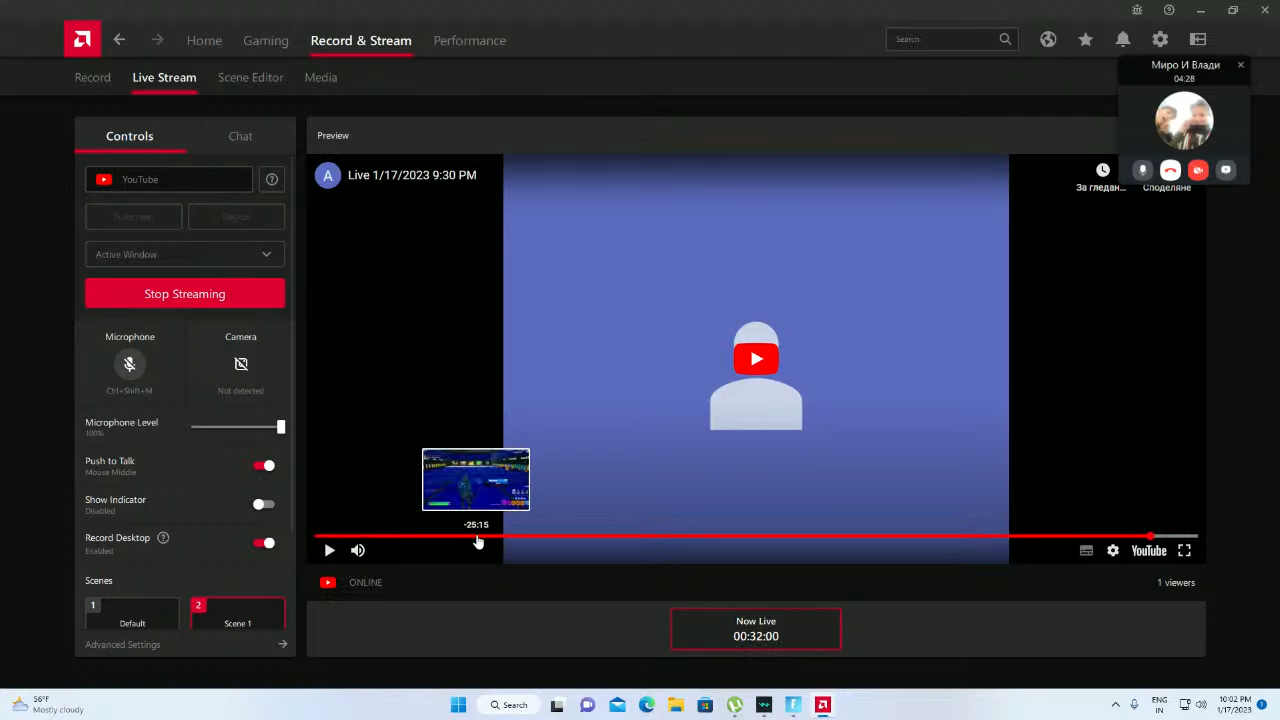 Home Gaming Record & Stream Performance
Search
Record Live Stream Scene Editor Media
Миро И Влади
04:28
Controls Chat
Preview
YouTube
A Live 1/17/2023 9:30 PM
За гледан... Споделяне
Fullscreen Region
Active Window
Stop Streaming
Microphone Camera
Ctrl+Shift+M Not detected
Microphone Level
100%
Push to Talk
Mouse Middle
Show Indicator
Disabled
Record Desktop
Enabled
-25:15
YouTube
ONLINE
1 viewers
Scenes
1 Default
2 Scene 1
Advanced Settings
Now Live
00:32:00
56°F
Mostly cloudy
Search
ENG
IN
10:02 PM
1/17/2023
1